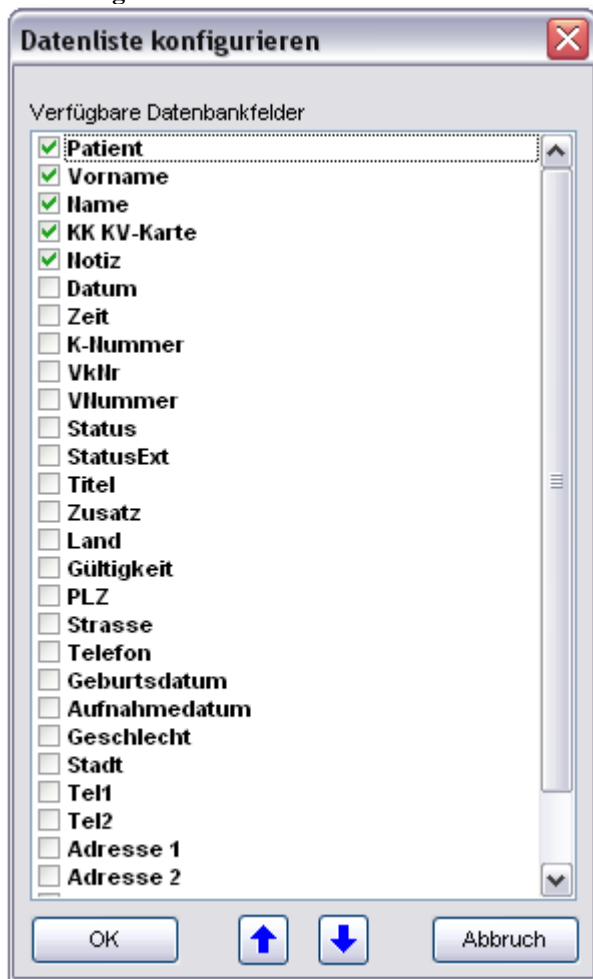 Datenliste konfigurieren
Verfügbare Datenbankfelder
Patient
Vorname
Name
KK KV-Karte
Notiz
Datum
Zeit
K-Nummer
VkNr
VNummer
Status
StatusExt
Titel
Zusatz
Land
Gültigkeit
PLZ
Strasse
Telefon
Geburtsdatum
Aufnahmedatum
Geschlecht
Stadt
Tel1
Tel2
Adresse 1
Adresse 2
OK Abbruch